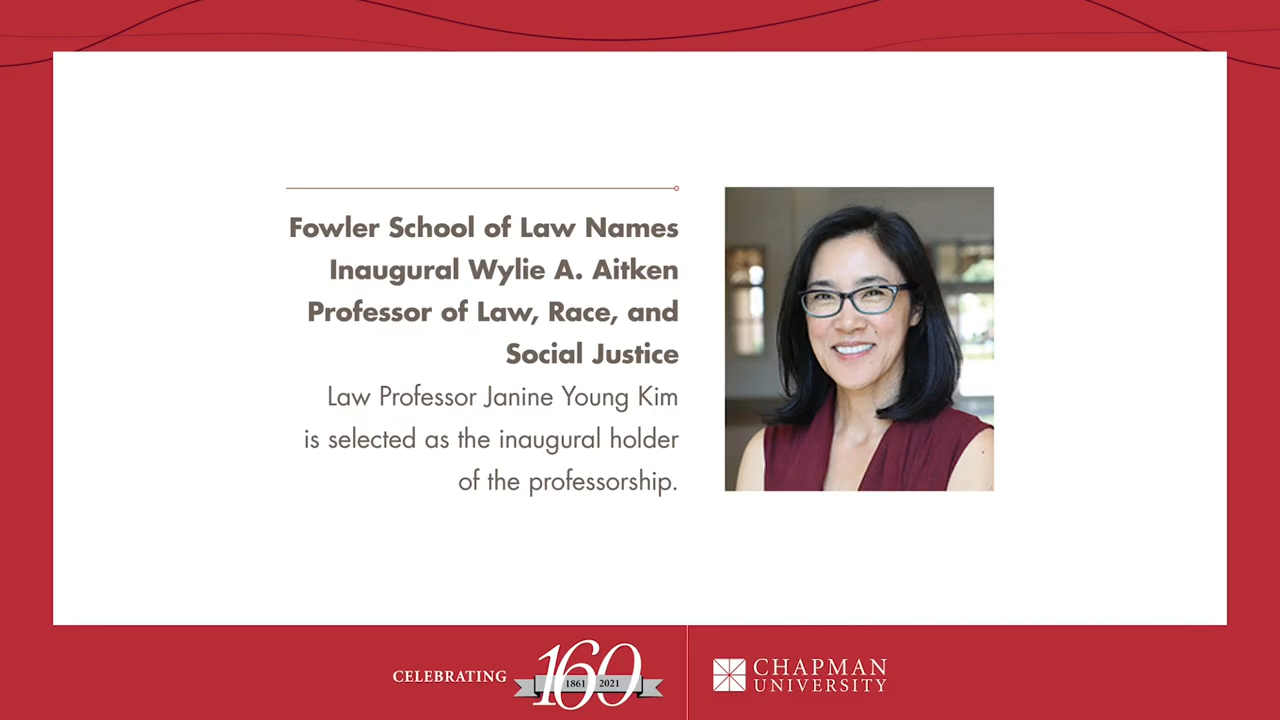 Fowler School of Law Names
Inaugural Wylie A. Aitken
Professor of Law, Race, and
Social Justice
Law Professor Janine Young Kim
is selected as the inaugural holder
of the professorship.
CELEBRATING
160
1861 2021
CHAPMAN
UNIVERSITY